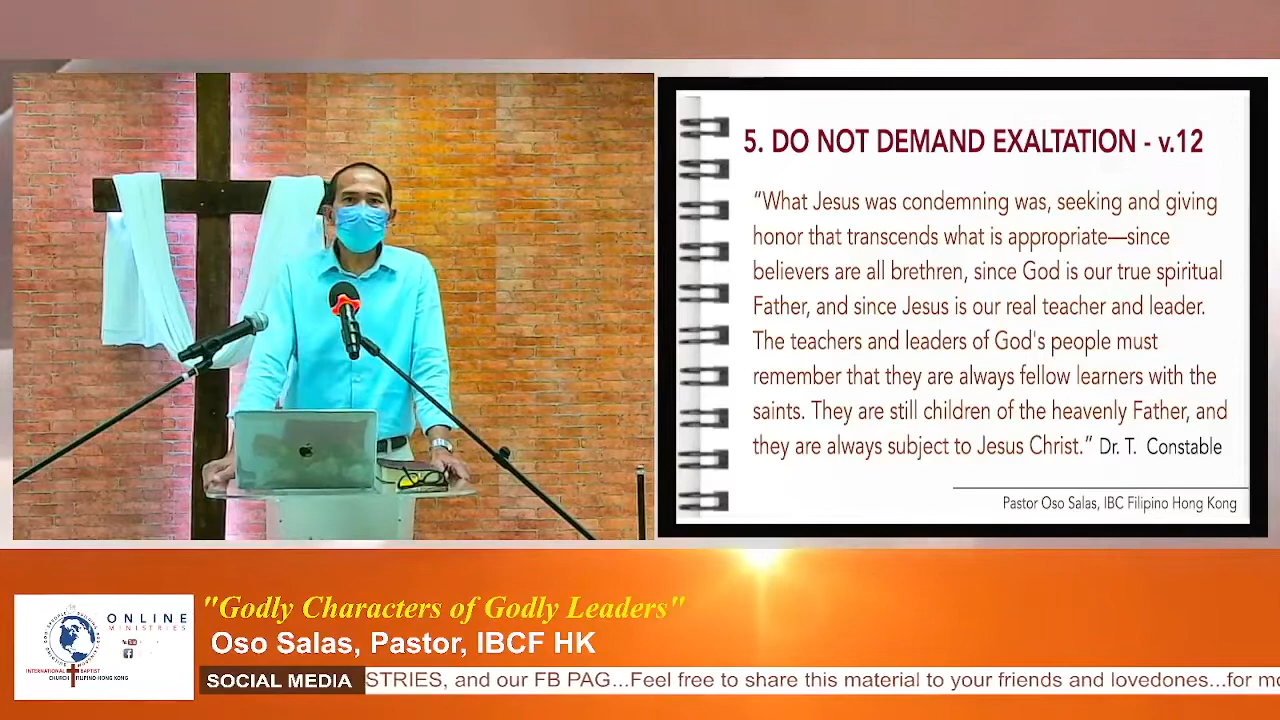 5. DO NOT DEMAND EXALTATION - v.12
“What Jesus was condemning was, seeking and giving
honor that transcends what is appropriate—since
believers are all brethren, since God is our true spiritual
Father, and since Jesus is our real teacher and leader.
The teachers and leaders of God's people must
remember that they are always fellow learners with the
saints. They are still children of the heavenly Father, and
they are always subject to Jesus Christ.” Dr. T. Constable
Pastor Oso Salas, IBC Filipino Hong Kong
"Godly Characters of Godly Leaders"
Oso Salas, Pastor, IBCF HK
ONLINE
MINISTRIES
INTERNATIONAL BAPTIST
CHURCH FILIPINO HONG KONG
SOCIAL MEDIA
STRIES, and our FB PAG...Feel free to share this material to your friends and lovedones...for mo